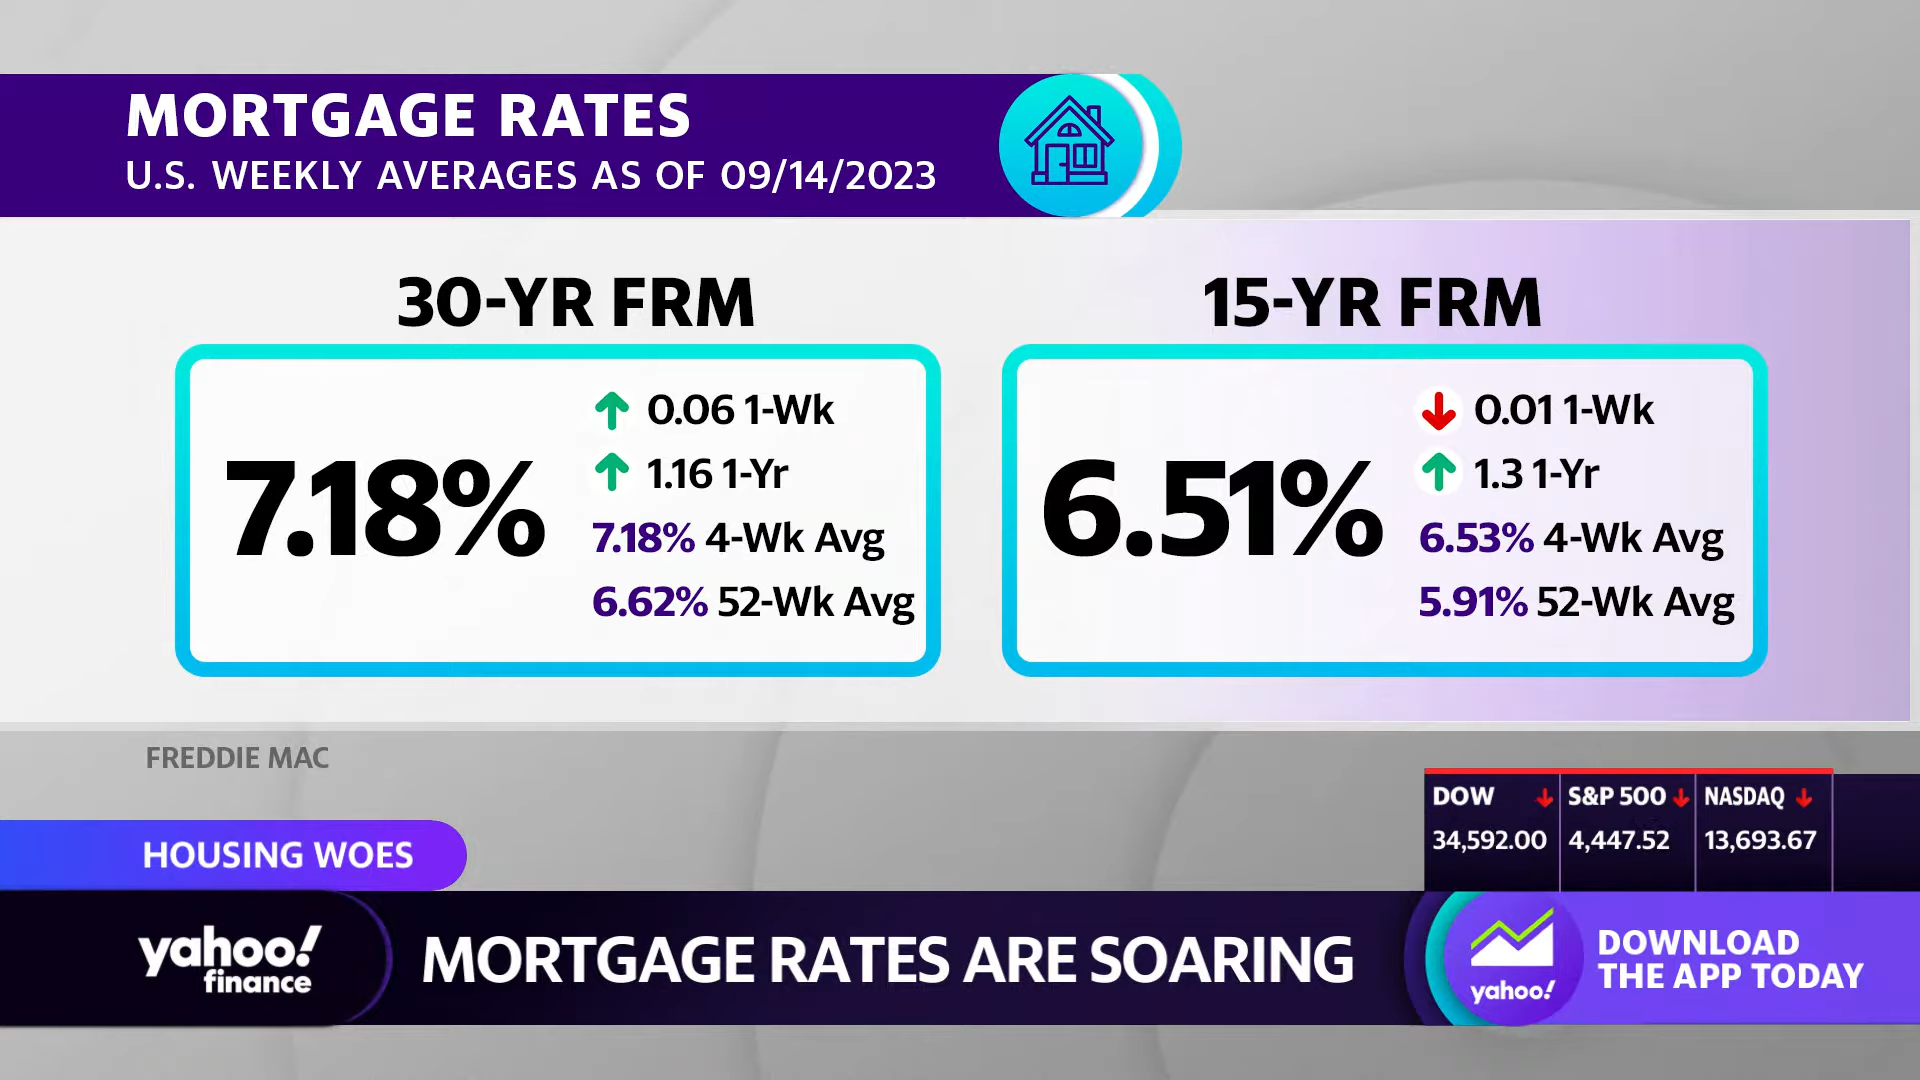 MORTGAGE RATES
U.S. WEEKLY AVERAGES AS OF 09/14/2023
30-YR FRM
7.18%
0.06 1-Wk
1.16 1-Yr
7.18% 4-Wk Avg
6.62% 52-Wk Avg
15-YR FRM
6.51%
0.01 1-Wk
1.3 1-Yr
6.53% 4-Wk Avg
5.91% 52-Wk Avg
FREDDIE MAC
DOW
34,592.00
S&P 500
4,447.52
NASDAQ
13,693.67
HOUSING WOES
yahoo!
finance
MORTGAGE RATES ARE SOARING
yahoo!
DOWNLOAD
THE APP TODAY